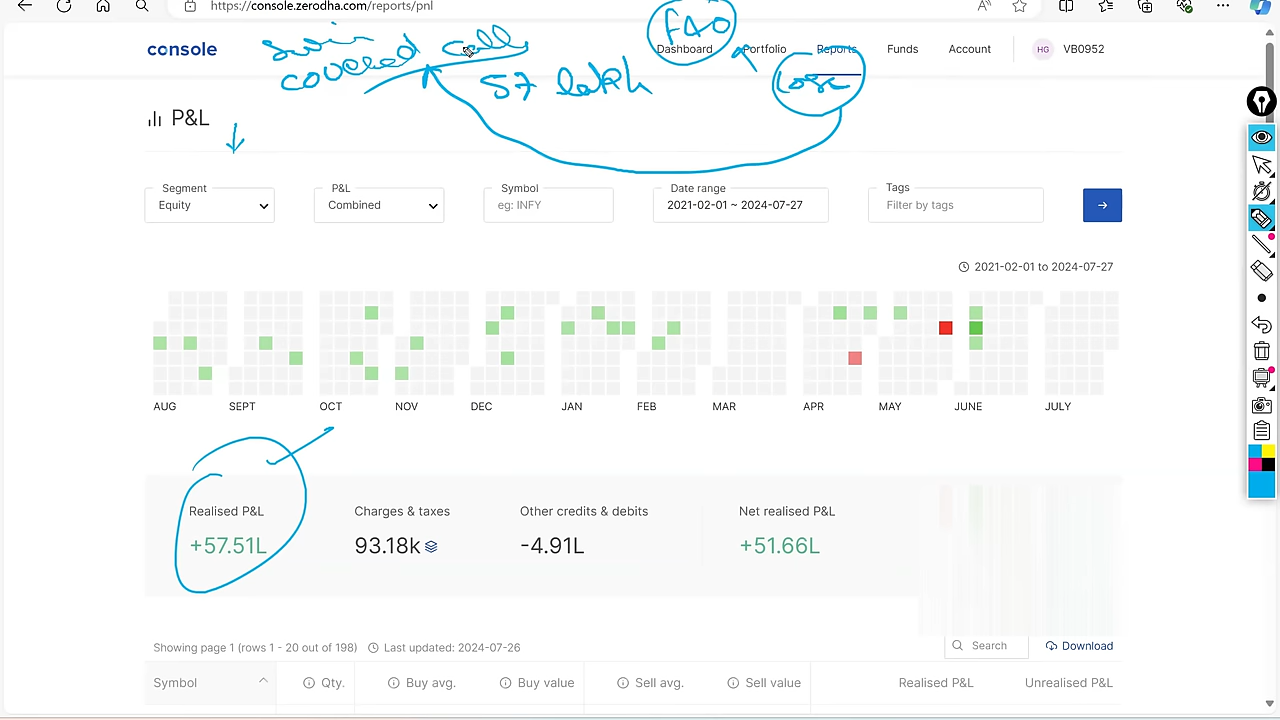 https://console.zerodha.com/reports/pnl
console
covered calls
57 lakh
F&O
Loss
Dashboard Portfolio Reports Funds Account HG VB0952
P&L
Segment P&L Symbol Date range Tags
Equity Combined eg: INFY 2021-02-01 ~ 2024-07-27 Filter by tags
2021-02-01 to 2024-07-27
AUG SEPT OCT NOV DEC JAN FEB MAR APR MAY JUNE JULY
Realised P&L Charges & taxes Other credits & debits Net realised P&L
+57.51L 93.18k -4.91L +51.66L
Showing page 1 (rows 1 - 20 out of 198) Last updated: 2024-07-26 Search Download
Symbol Qty. Buy avg. Buy value Sell avg. Sell value Realised P&L Unrealised P&L